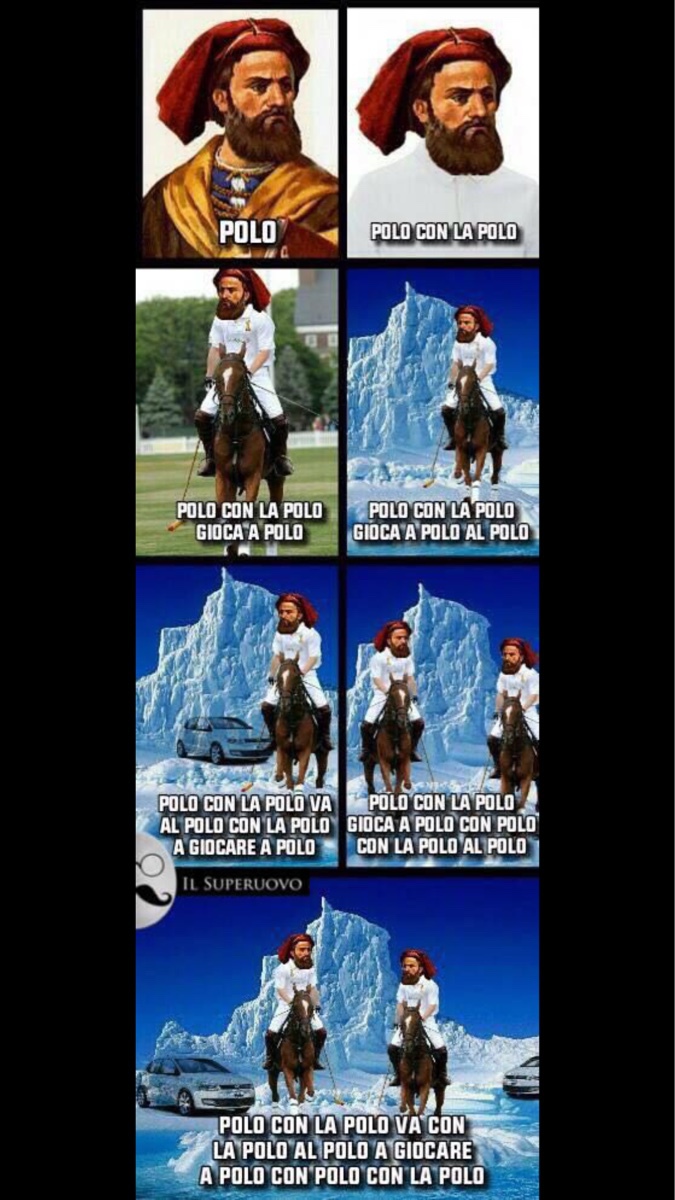 POLO
POLO CON LA POLO
POLO CON LA POLO
GIOCA A POLO
POLO CON LA POLO
GIOCA A POLO AL POLO
POLO CON LA POLO VA
AL POLO CON LA POLO
A GIOCARE A POLO
POLO CON LA POLO
GIOCA A POLO CON POLO
CON LA POLO AL POLO
IL SUPERUOVO
POLO CON LA POLO VA CON
LA POLO AL POLO A GIOCARE
A POLO CON POLO CON LA POLO